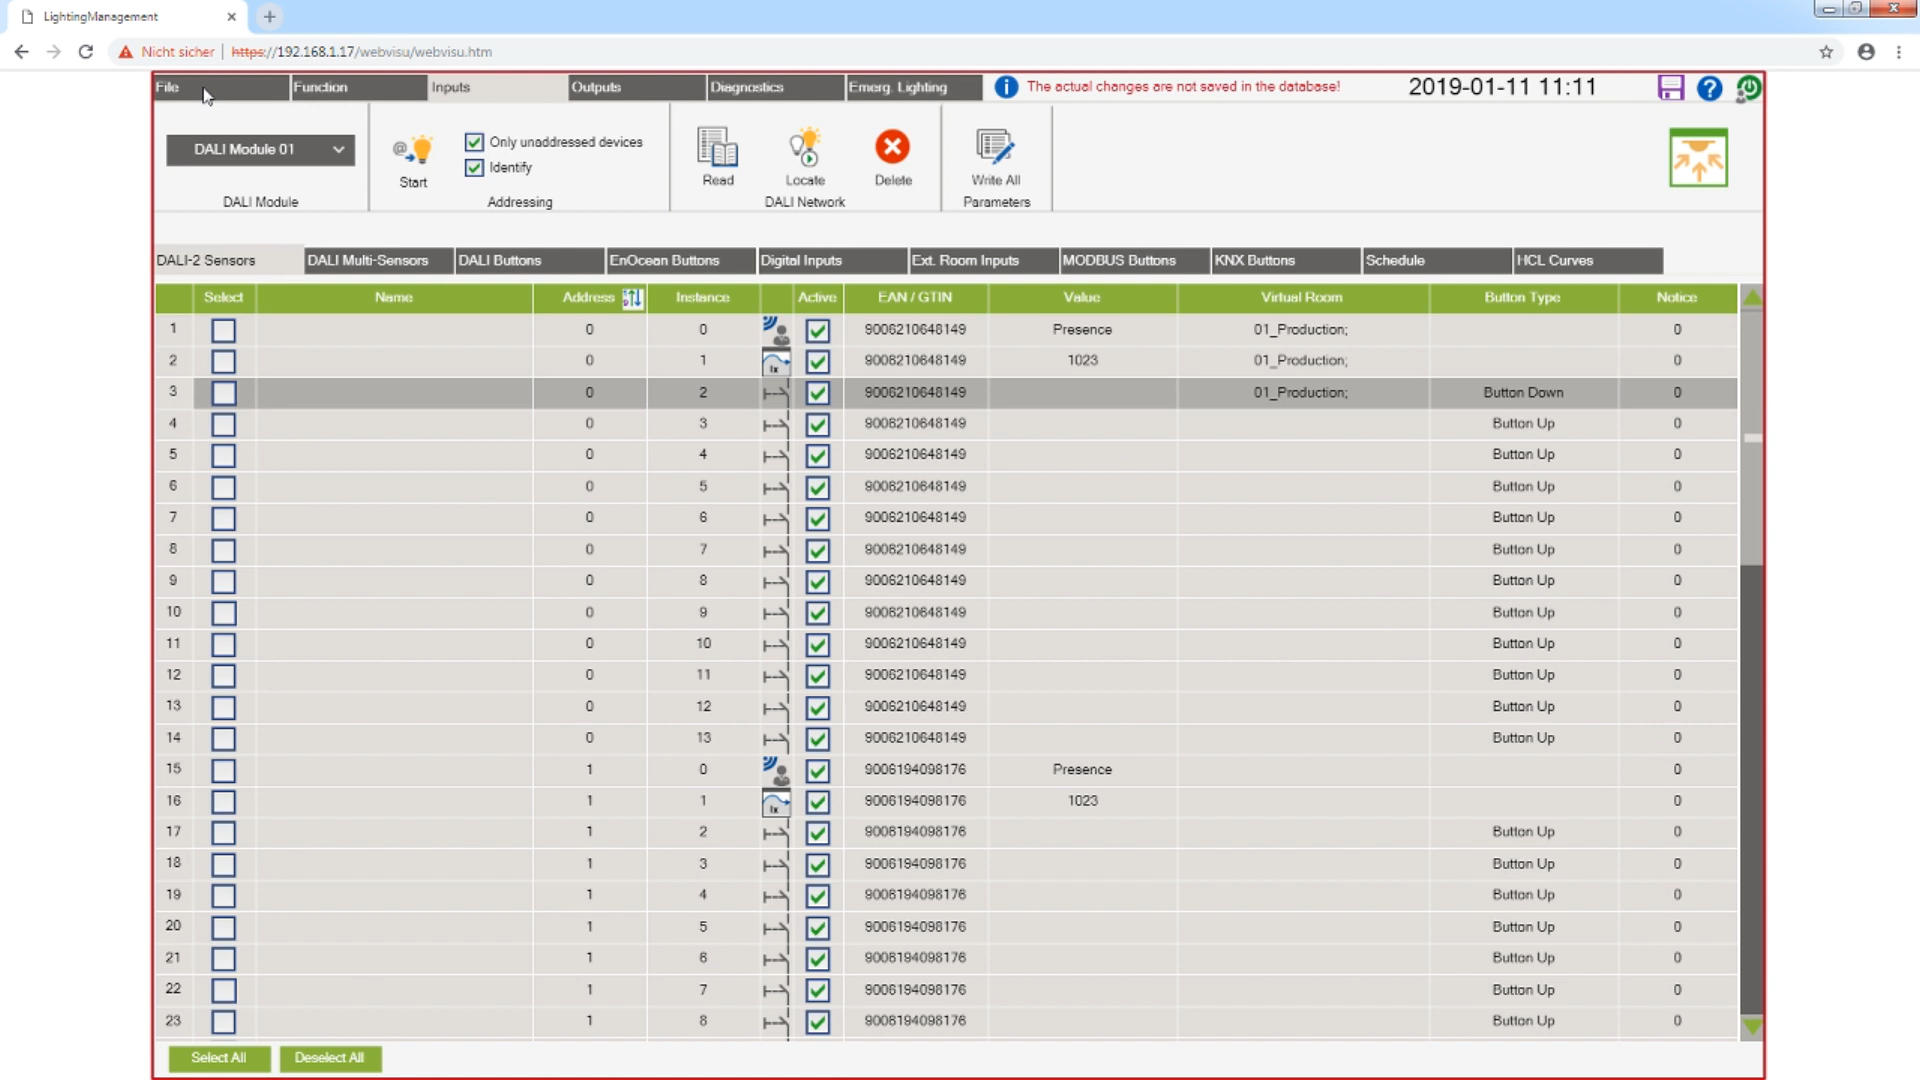 LightingManagement
Nicht sicher https://192.168.1.17/webvisu/webvisu.htm
File Function Inputs Outputs Diagnostics Emerg. Lighting The actual changes are not saved in the database! 2019-01-11 11:11
DALI Module 01
Only unaddressed devices
Identify
Start
Read Locate Delete Write All
DALI Module Addressing DALI Network Parameters
DALI-2 Sensors DALI Multi-Sensors DALI Buttons EnOcean Buttons Digital Inputs Ext. Room Inputs MODBUS Buttons KNX Buttons Schedule HCL Curves
Select Name Address Instance Active EAN / GTIN Value Virtual Room Button Type Notice
1 0 0 9006210648149 Presence 01_Production; 0
2 0 1 lx 9006210648149 1023 01_Production; 0
3 0 2 9006210648149 01_Production; Button Down 0
4 0 3 9006210648149 Button Up 0
5 0 4 9006210648149 Button Up 0
6 0 5 9006210648149 Button Up 0
7 0 6 9006210648149 Button Up 0
8 0 7 9006210648149 Button Up 0
9 0 8 9006210648149 Button Up 0
10 0 9 9006210648149 Button Up 0
11 0 10 9006210648149 Button Up 0
12 0 11 9006210648149 Button Up 0
13 0 12 9006210648149 Button Up 0
14 0 13 9006210648149 Button Up 0
15 1 0 9006194098176 Presence 0
16 1 1 lx 9006194098176 1023 0
17 1 2 9006194098176 Button Up 0
18 1 3 9006194098176 Button Up 0
19 1 4 9006194098176 Button Up 0
20 1 5 9006194098176 Button Up 0
21 1 6 9006194098176 Button Up 0
22 1 7 9006194098176 Button Up 0
23 1 8 9006194098176 Button Up 0
Select All Deselect All